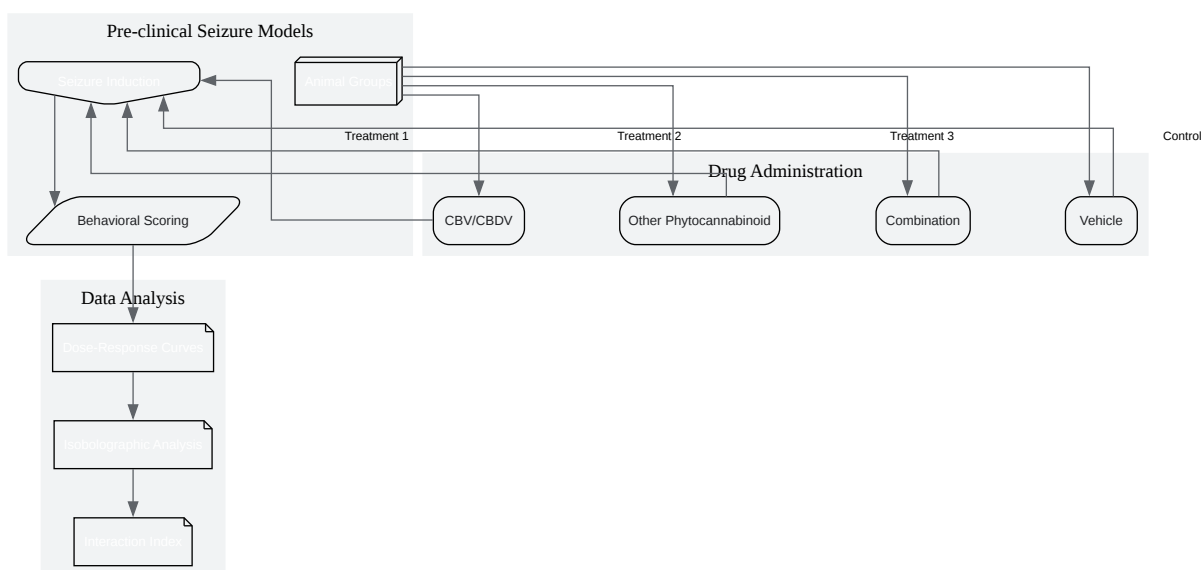 Pre-clinical Seizure Models
Seizure Induction
Animal Groups
Treatment 1
Treatment 2
Treatment 3
Control
Drug Administration
Behavioral Scoring
CBV/CBDV
Other Phytocannabinoid
Combination
Vehicle
Data Analysis
Dose-Response Curves
Isobolographic Analysis
Interaction Index